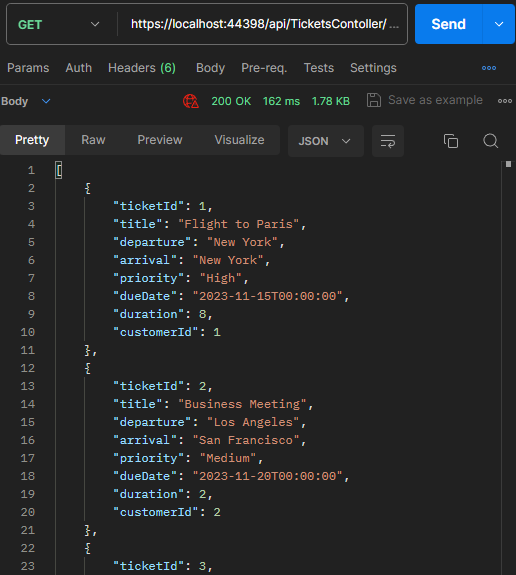 GET https://localhost:44398/api/TicketsContoller/ ... Send
Params Auth Headers (6) Body Pre-req. Tests Settings
Body 200 OK 162 ms 1.78 KB Save as example
Pretty Raw Preview Visualize JSON
1 [
2 {
3 "ticketId": 1,
4 "title": "Flight to Paris",
5 "departure": "New York",
6 "arrival": "New York",
7 "priority": "High",
8 "dueDate": "2023-11-15T00:00:00",
9 "duration": 8,
10 "customerId": 1
11 },
12 {
13 "ticketId": 2,
14 "title": "Business Meeting",
15 "departure": "Los Angeles",
16 "arrival": "San Francisco",
17 "priority": "Medium",
18 "dueDate": "2023-11-20T00:00:00",
19 "duration": 2,
20 "customerId": 2
21 },
22 {
23 "ticketId": 3,